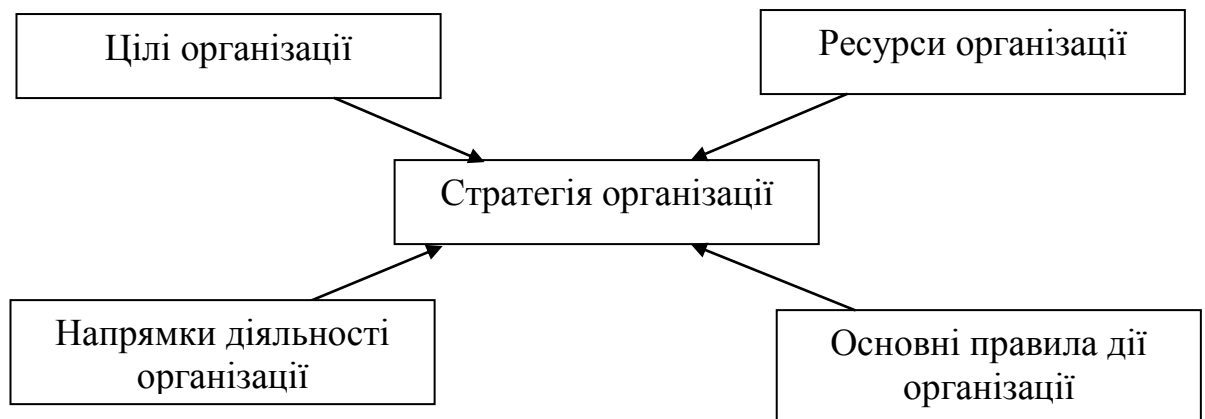 Цілі організації
Ресурси організації
Стратегія організації
Напрямки діяльності
організації
Основні правила дії
організації